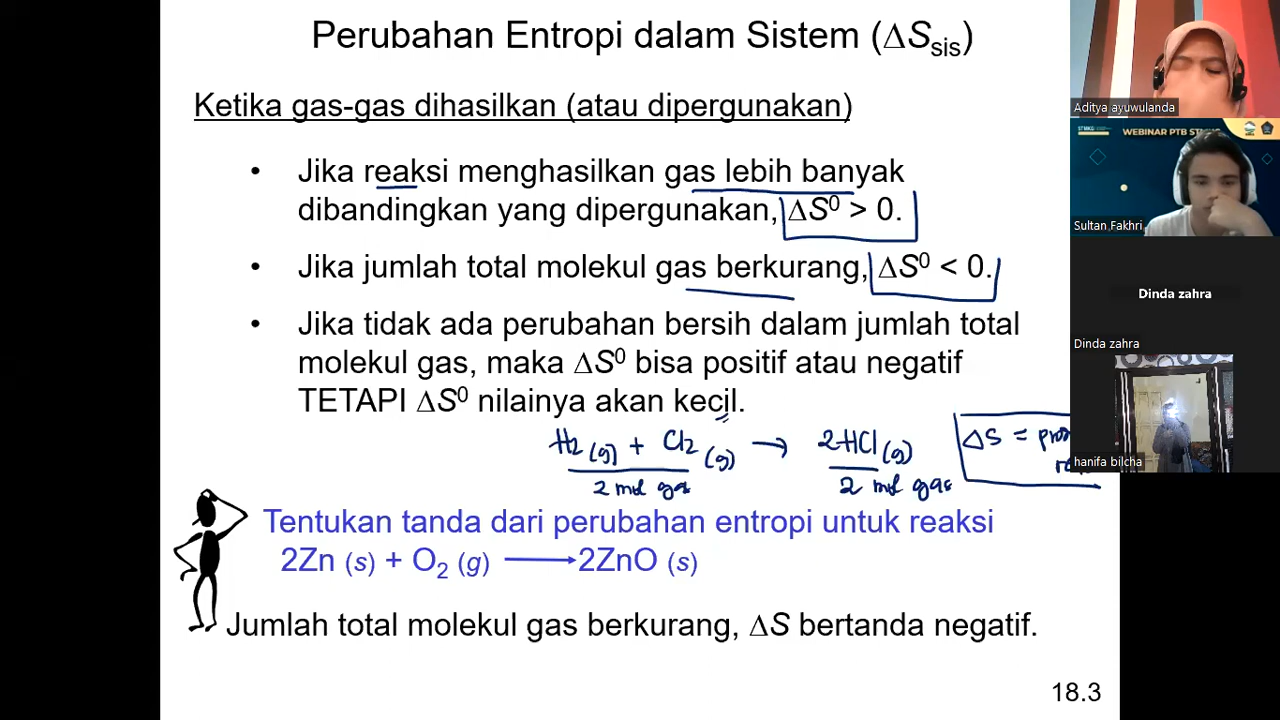 Perubahan Entropi dalam Sistem (ΔSsis)
Ketika gas-gas dihasilkan (atau dipergunakan)
• Jika reaksi menghasilkan gas lebih banyak
dibandingkan yang dipergunakan, ΔS⁰ > 0.
• Jika jumlah total molekul gas berkurang, ΔS⁰ < 0.
• Jika tidak ada perubahan bersih dalam jumlah total
molekul gas, maka ΔS⁰ bisa positif atau negatif
TETAPI ΔS⁰ nilainya akan kecil.
H₂(g) + Cl₂(g) → 2HCl(g)
2 mol gas 2 mol gas
ΔS =
Tentukan tanda dari perubahan entropi untuk reaksi
2Zn (s) + O₂ (g) → 2ZnO (s)
Jumlah total molekul gas berkurang, ΔS bertanda negatif.
18.3
Aditya ayuwulanda
WEBINAR PTB
Sultan Fakhri
Dinda zahra
Dinda zahra
hanifa bilcha